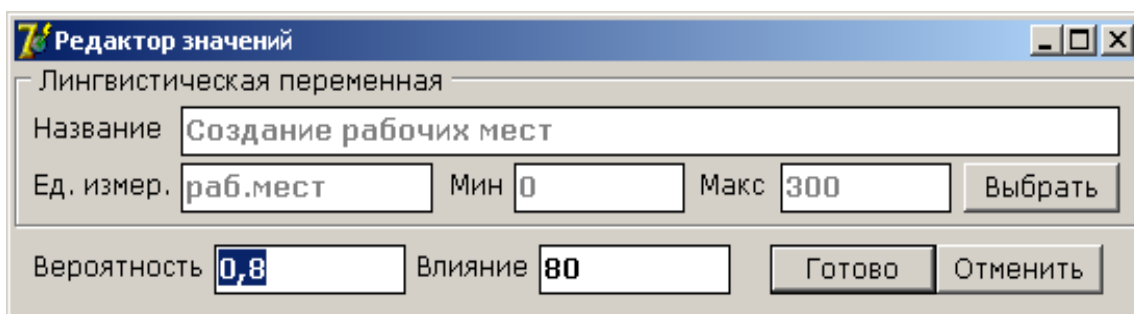 Редактор значений
Лингвистическая переменная
Название Создание рабочих мест
Ед. измер. раб.мест Мин 0 Макс 300 Выбрать
Вероятность 0,8 Влияние 80 Готово Отменить